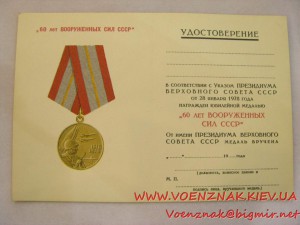 „60 ЛЕТ ВООРУЖЕННЫХ СИЛ СССР“
УДОСТОВЕРЕНИЕ
В СООТВЕТСТВИИ С УКАЗОМ ПРЕЗИДИУМА
ВЕРХОВНОГО СОВЕТА СССР
ОТ 28 ЯНВАРЯ 1978 ГОДА
НАГРАЖДЕН ЮБИЛЕЙНОЙ МЕДАЛЬЮ
„60 ЛЕТ ВООРУЖЕННЫХ
СИЛ СССР“
ОТ ИМЕНИ ПРЕЗИДИУМА ВЕРХОВНОГО
СОВЕТА СССР МЕДАЛЬ ВРУЧЕНА
19 года
М. П.
WWW.VOENZNAK.KIEV.UA
Voenznak@bigmir.net